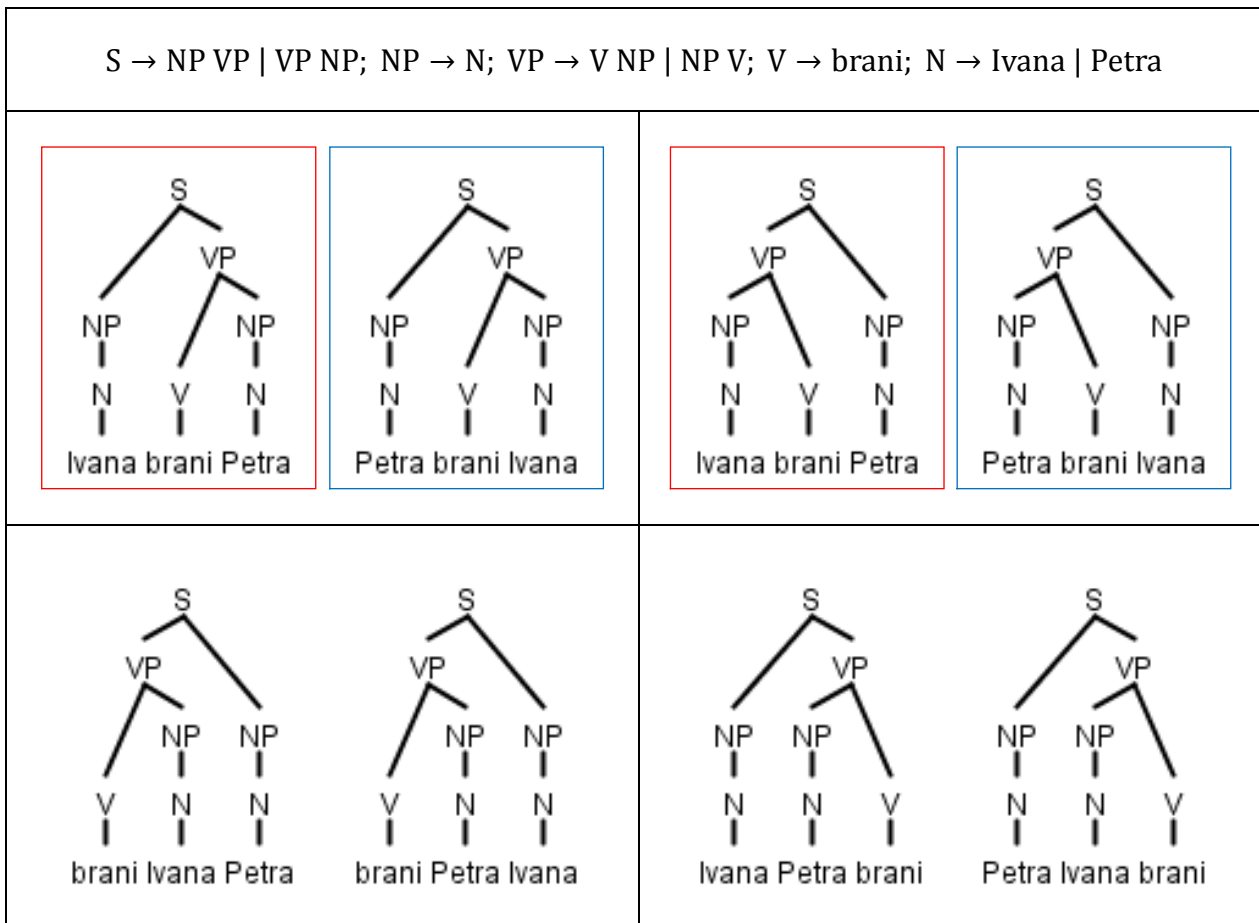 S → NP VP | VP NP; NP → N; VP → V NP | NP V; V → brani; N → Ivana | Petra
S S S S
VP VP VP VP
NP NP NP NP NP NP NP NP
N V N N V N N V N N V N
Ivana brani Petra Petra brani Ivana Ivana brani Petra Petra brani Ivana
S S S S
VP VP VP VP
NP NP NP NP NP NP NP NP
V N N V N N N N V N N V
brani Ivana Petra brani Petra Ivana Ivana Petra brani Petra Ivana brani